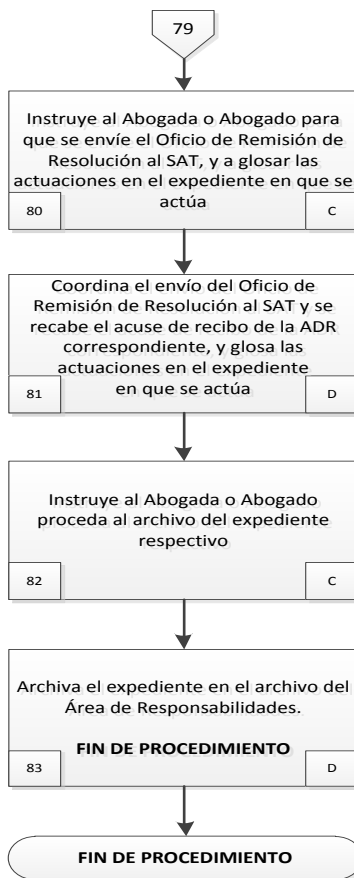 79
Instruye al Abogada o Abogado para
que se envíe el Oficio de Remisión de
Resolución al SAT, y a glosar las
actuaciones en el expediente en que se
actúa
80
C
Coordina el envío del Oficio de
Remisión de Resolución al SAT y se
recabe el acuse de recibo de la ADR
correspondiente, y glosa las
actuaciones en el expediente
en que se actúa
81
D
Instruye al Abogada o Abogado
proceda al archivo del expediente
respectivo
82
C
Archiva el expediente en el archivo del
Área de Responsabilidades.
FIN DE PROCEDIMIENTO
83
D
FIN DE PROCEDIMIENTO